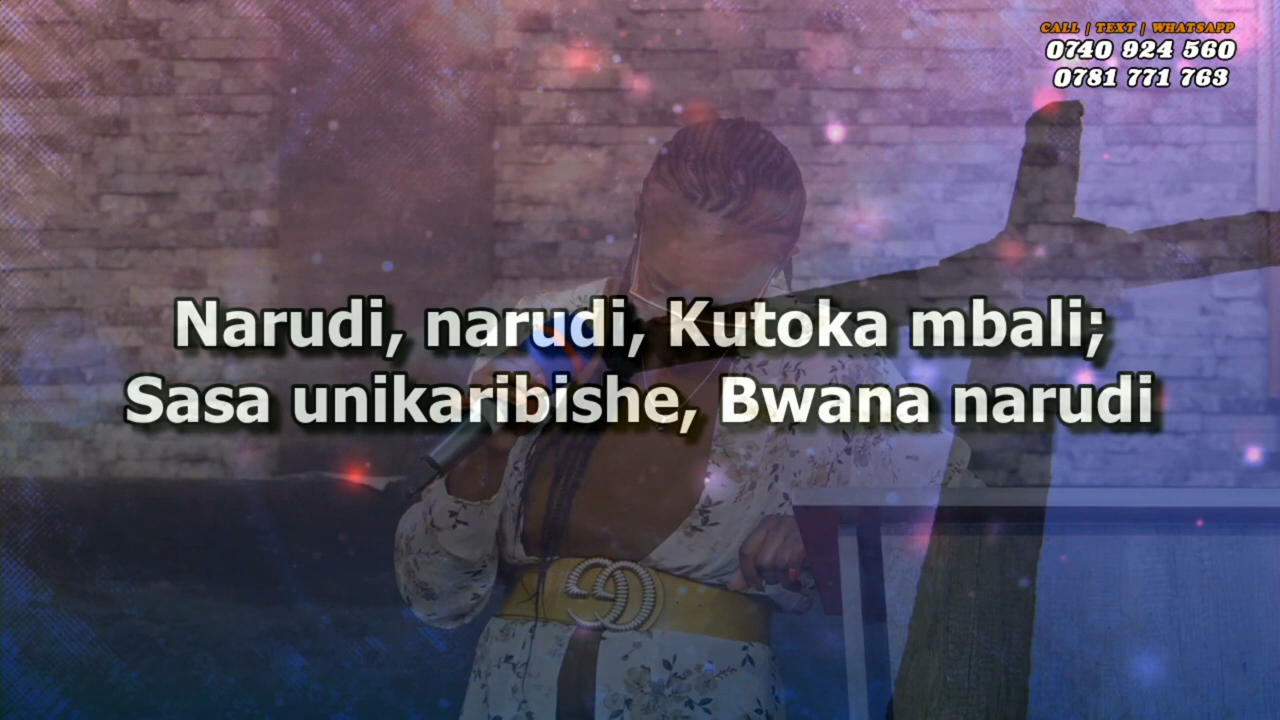 CALL | TEXT | WHATSAPP
0740 924 560
0781 771 763
Narudi, narudi, Kutoka mbali;
Sasa unikaribishe, Bwana narudi